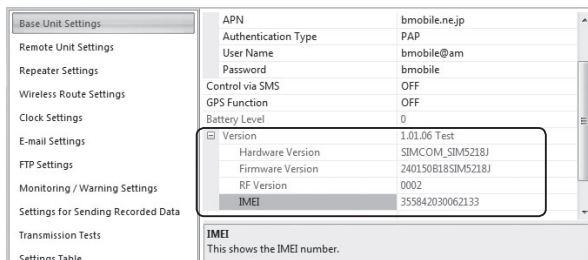 Base Unit Settings
Remote Unit Settings
Repeater Settings
Wireless Route Settings
Clock Settings
E-mail Settings
FTP Settings
Monitoring / Warning Settings
Settings for Sending Recorded Data
Transmission Tests
Settings Table
APN bmobile.ne.jp
Authentication Type PAP
User Name bmobile@am
Password bmobile
Control via SMS OFF
GPS Function OFF
Battery Level 0
Version 1.01.06 Test
Hardware Version SIMCOM_SIM5218J
Firmware Version 240150B18SIM5218J
RF Version 0002
IMEI 355842030062133
IMEI
This shows the IMEI number.